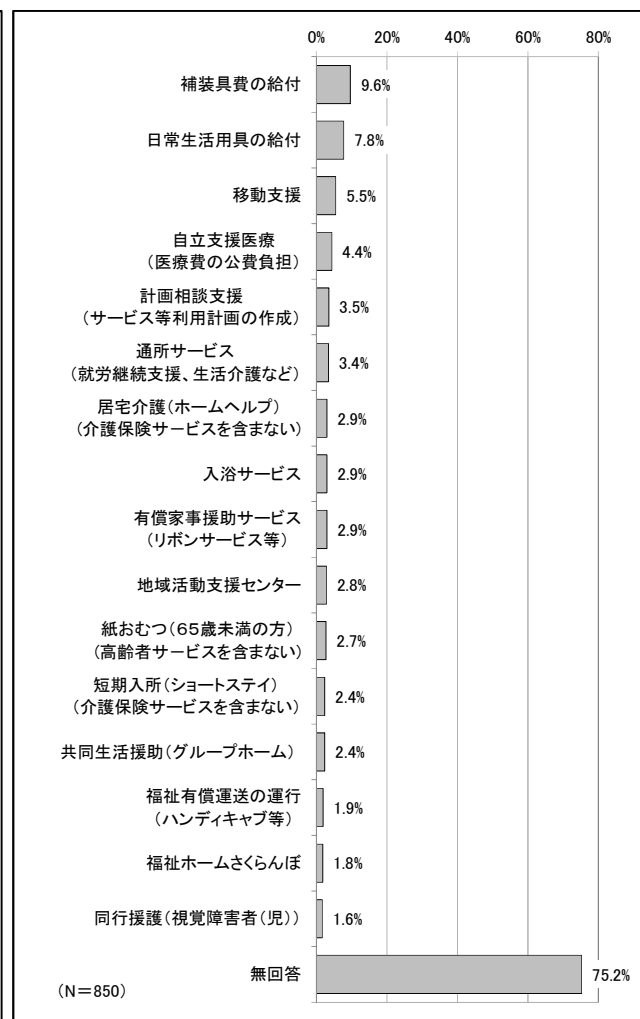 0% 20% 40% 60% 80%
補装具費の給付 9.6%
日常生活用具の給付 7.8%
移動支援 5.5%
自立支援医療
（医療費の公費負担） 4.4%
計画相談支援
（サービス等利用計画の作成） 3.5%
通所サービス
（就労継続支援、生活介護など） 3.4%
居宅介護（ホームヘルプ）
（介護保険サービスを含まない） 2.9%
入浴サービス 2.9%
有償家事援助サービス
（リボンサービス等） 2.9%
地域活動支援センター 2.8%
紙おむつ（６５歳未満の方）
（高齢者サービスを含まない） 2.7%
短期入所（ショートステイ）
（介護保険サービスを含まない） 2.4%
共同生活援助（グループホーム） 2.4%
福祉有償運送の運行
（ハンディキャブ等） 1.9%
福祉ホームさくらんぼ 1.8%
同行援護（視覚障害者（児）） 1.6%
無回答 75.2%
（N＝850）